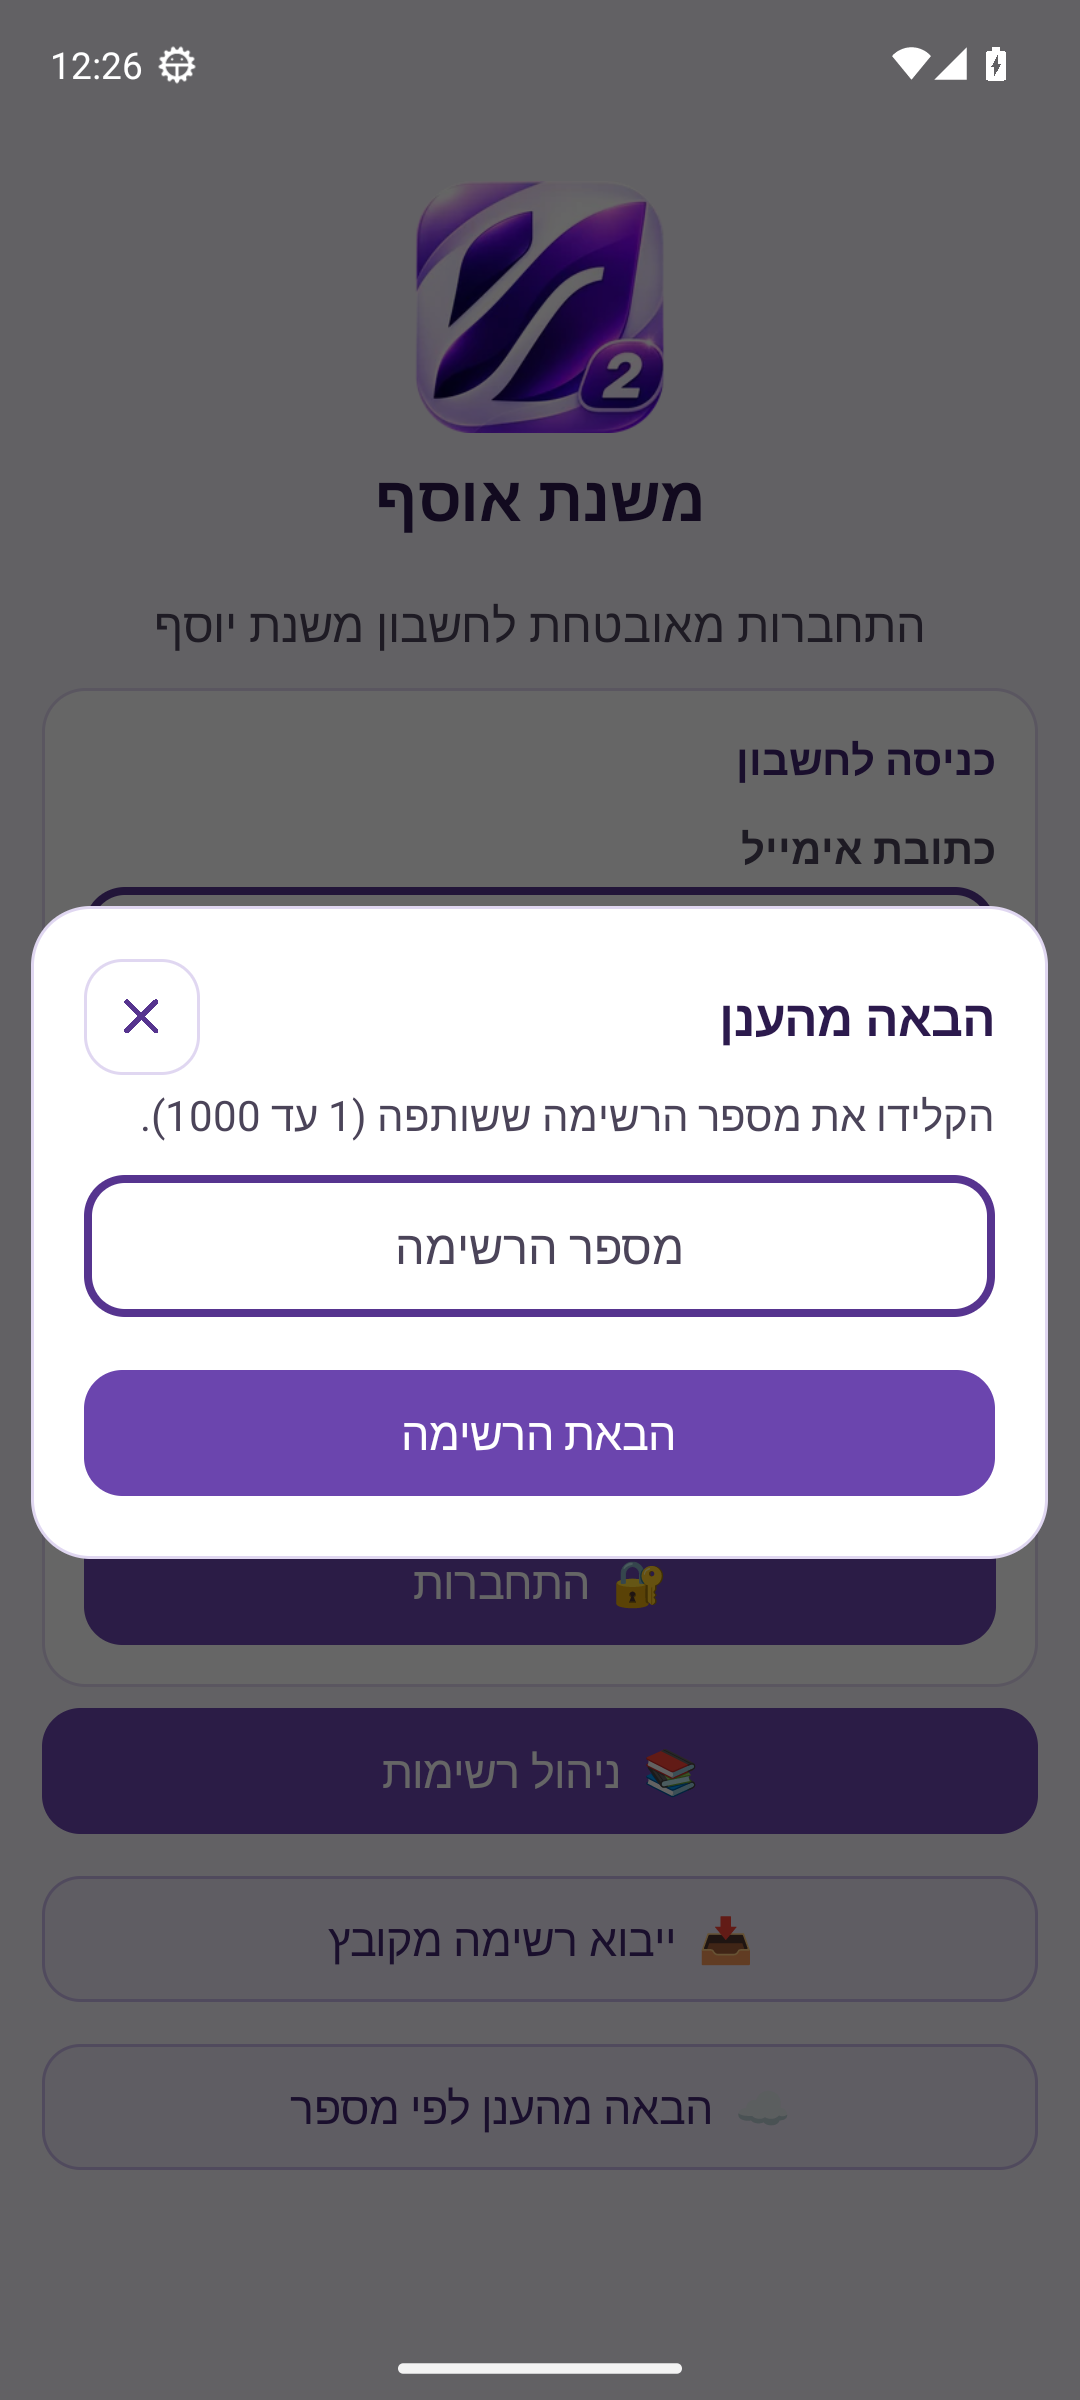 12:26
2
משנת אוסף
התחברות מאובטחת לחשבון משנת יוסף
כניסה לחשבון
כתובת אימייל
הבאה מהענן
הקלידו את מספר הרשימה ששותפה (1 עד 1000).
מספר הרשימה
הבאת הרשימה
התחברות
ניהול רשימות
ייבוא רשימה מקובץ
הבאה מהענן לפי מספר